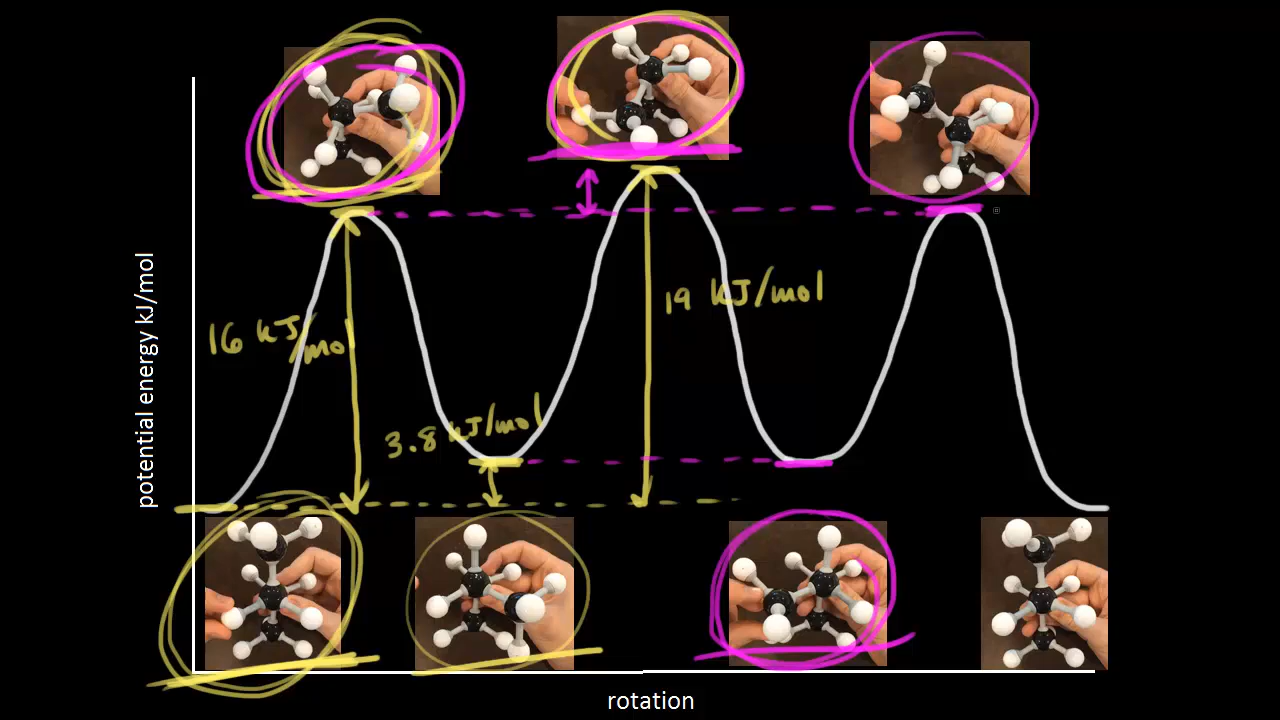 potential energy kJ/mol
16 kJ/mol
3.8 kJ/mol
19 kJ/mol
rotation